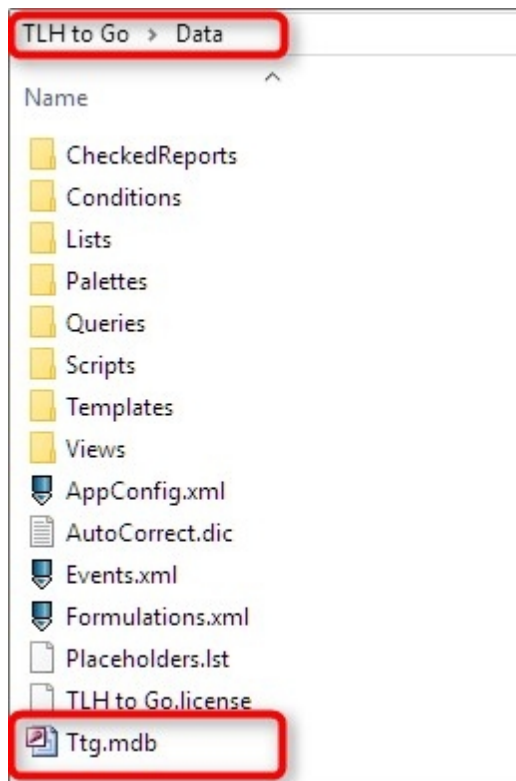 TLH to Go > Data
Name
CheckedReports
Conditions
Lists
Palettes
Queries
Scripts
Templates
Views
AppConfig.xml
AutoCorrect.dic
Events.xml
Formulations.xml
Placeholders.lst
TLH to Go.license
Ttg.mdb